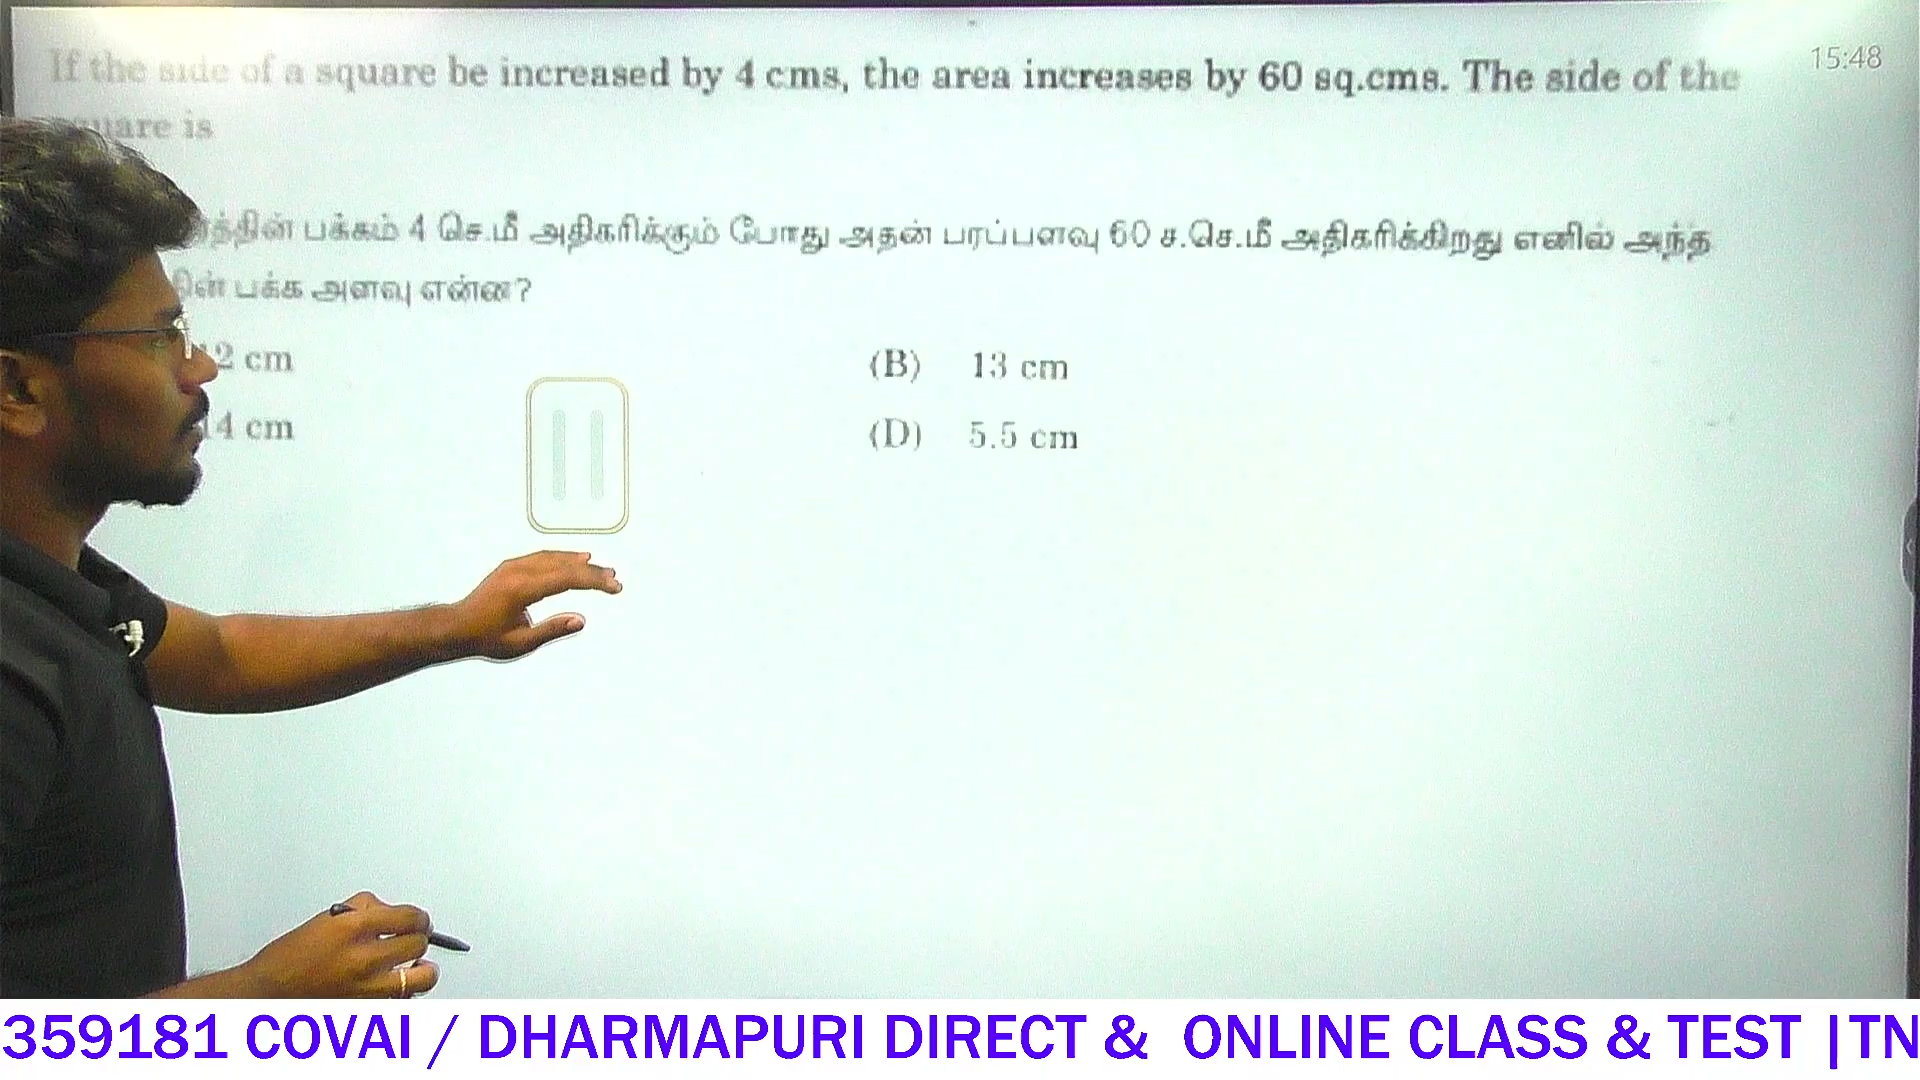 If the side of a square be increased by 4 cms, the area increases by 60 sq.cms. The side of the
15:48
is
பக்கம் 4 செ.மீ அதிகரிக்கும் போது அதன் பரப்பளவு 60 ச.செ.மீ அதிகரிக்கிறது எனில் அந்த
பக்க அளவு என்ன?
2 cm
(B) 13 cm
14 cm
(D) 5.5 cm
359181 COVAI / DHARMAPURI DIRECT & ONLINE CLASS & TEST | TN